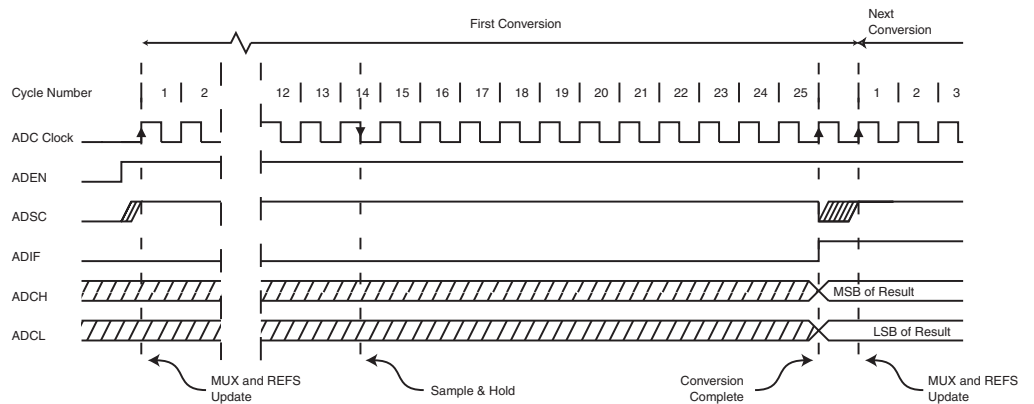 First Conversion
Next
Conversion
Cycle Number 1 2 12 13 14 15 16 17 18 19 20 21 22 23 24 25 1 2 3
ADC Clock
ADEN
ADSC
ADIF
ADCH MSB of Result
ADCL LSB of Result
MUX and REFS
Update
Sample & Hold
Conversion
Complete
MUX and REFS
Update